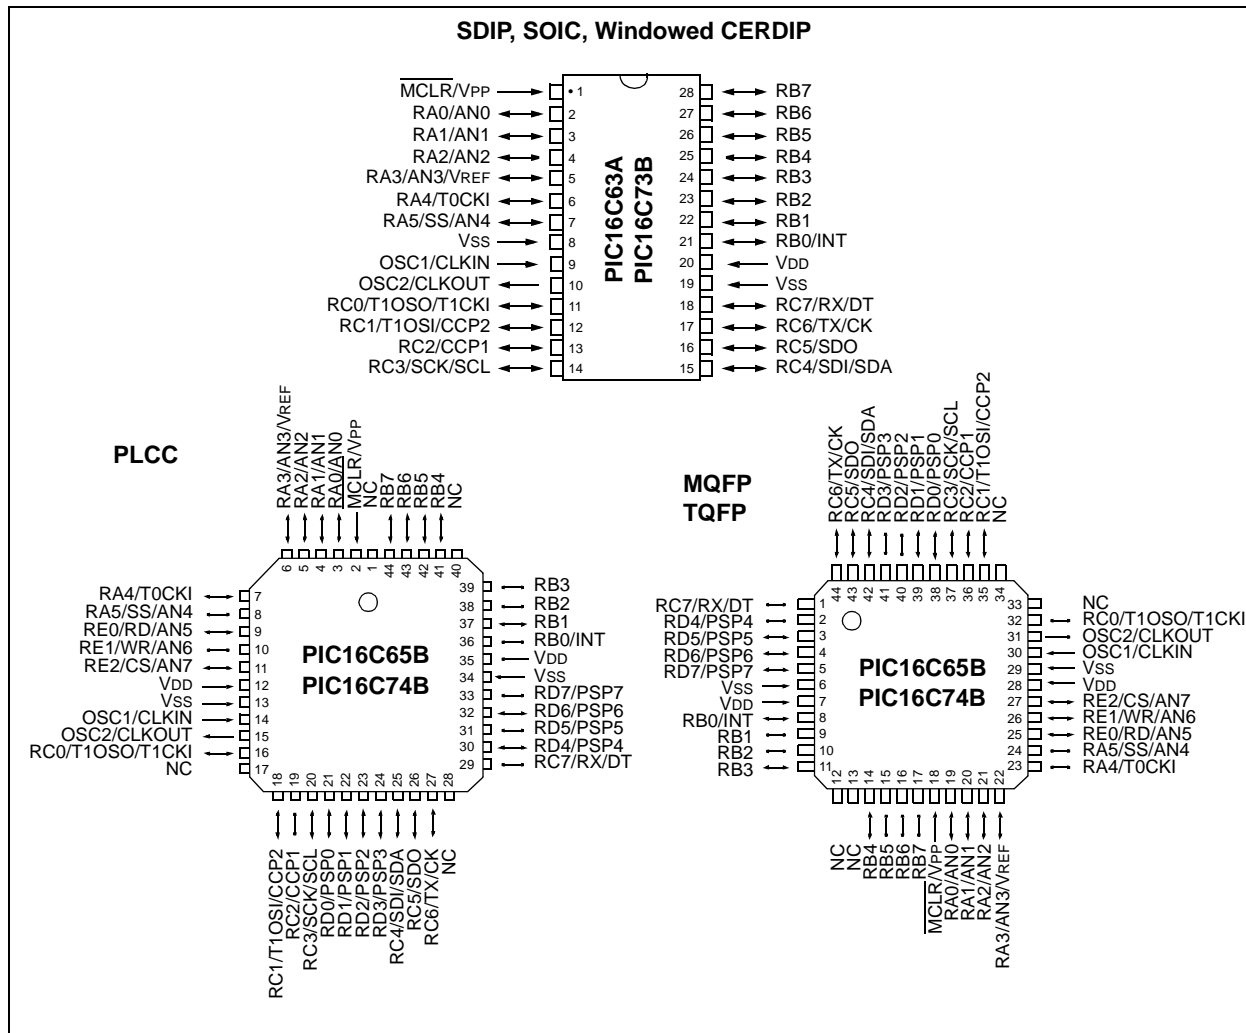 SDIP, SOIC, Windowed CERDIP
MCLR/VPP
RA0/AN0
RA1/AN1
RA2/AN2
RA3/AN3/VREF
RA4/T0CKI
RA5/SS/AN4
VSS
OSC1/CLKIN
OSC2/CLKOUT
RC0/T1OSO/T1CKI
RC1/T1OSI/CCP2
RC2/CCP1
RC3/SCK/SCL
1
2
3
4
5
6
7
8
9
10
11
12
13
14
PIC16C63A
PIC16C73B
28
27
26
25
24
23
22
21
20
19
18
17
16
15
RB7
RB6
RB5
RB4
RB3
RB2
RB1
RB0/INT
VDD
VSS
RC7/RX/DT
RC6/TX/CK
RC5/SDO
RC4/SDI/SDA
PLCC
RA3/AN3/VREF
RA2/AN2
RA1/AN1
RA0/AN0
MCLR/VPP
NC
RB7
RB6
RB5
RB4
NC
6
5
4
3
2
1
44
43
42
41
40
RA4/T0CKI
RA5/SS/AN4
RE0/RD/AN5
RE1/WR/AN6
RE2/CS/AN7
VDD
VSS
OSC1/CLKIN
OSC2/CLKOUT
RC0/T1OSO/T1CKI
NC
7
8
9
10
11
12
13
14
15
16
17
PIC16C65B
PIC16C74B
39
38
37
36
35
34
33
32
31
30
29
RB3
RB2
RB1
RB0/INT
VDD
VSS
RD7/PSP7
RD6/PSP6
RD5/PSP5
RD4/PSP4
RC7/RX/DT
18
19
20
21
22
23
24
25
26
27
28
RC1/T1OSI/CCP2
RC2/CCP1
RC3/SCK/SCL
RD0/PSP0
RD1/PSP1
RD2/PSP2
RD3/PSP3
RC4/SDI/SDA
RC5/SDO
RC6/TX/CK
NC
MQFP
TQFP
RC6/TX/CK
RC5/SDO
RC4/SDI/SDA
RD3/PSP3
RD2/PSP2
RD1/PSP1
RD0/PSP0
RC3/SCK/SCL
RC2/CCP1
RC1/T1OSI/CCP2
NC
44
43
42
41
40
39
38
37
36
35
34
RC7/RX/DT
RD4/PSP4
RD5/PSP5
RD6/PSP6
RD7/PSP7
VSS
VDD
RB0/INT
RB1
RB2
RB3
1
2
3
4
5
6
7
8
9
10
11
PIC16C65B
PIC16C74B
33
32
31
30
29
28
27
26
25
24
23
NC
RC0/T1OSO/T1CKI
OSC2/CLKOUT
OSC1/CLKIN
VSS
VDD
RE2/CS/AN7
RE1/WR/AN6
RE0/RD/AN5
RA5/SS/AN4
RA4/T0CKI
12
13
14
15
16
17
18
19
20
21
22
NC
NC
RB4
RB5
RB6
RB7
MCLR/VPP
RA0/AN0
RA1/AN1
RA2/AN2
RA3/AN3/VREF